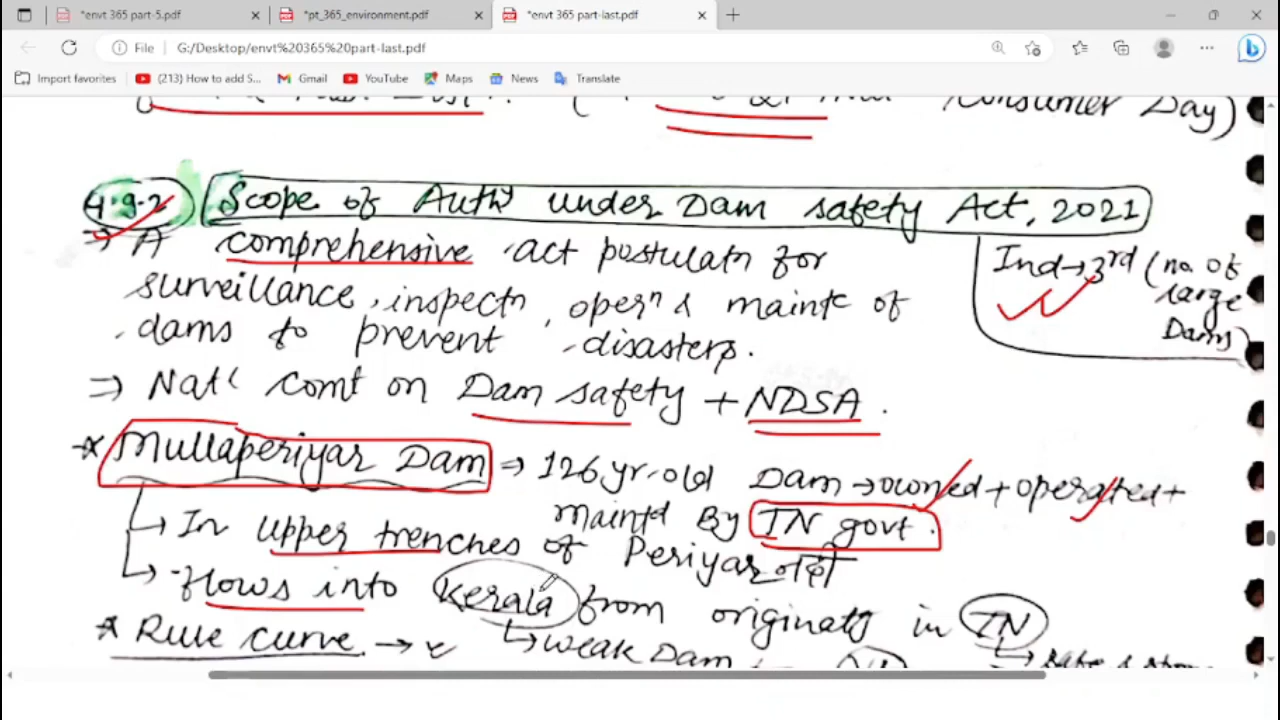 *envt 365 part-5.pdf
*pt_365_environment.pdf
*envt 365 part-last.pdf
File
G:/Desktop/envt%20365%20part-last.pdf
Import favorites
(213) How to add S...
Gmail
YouTube
Maps
News
Translate
Consumer Day)
4.9.2 Scope of Authy under Dam safety Act, 2021
→ A comprehensive act postulatn for
surveillance, inspectn, opern & maintc of
dams to prevent disasters.
Ind → 3rd (no. of
large
Dams)
⇒ Natl comt on Dam safety + NDSA.
* Mullaperiyar Dam ⇒ 126 yr. old Dam → owned + operated +
maintd By TN govt.
↳ In upper trenches of Periyar
↳ flows into Kerala from originatg in TN
* Rule curve →
↳ weak Dam